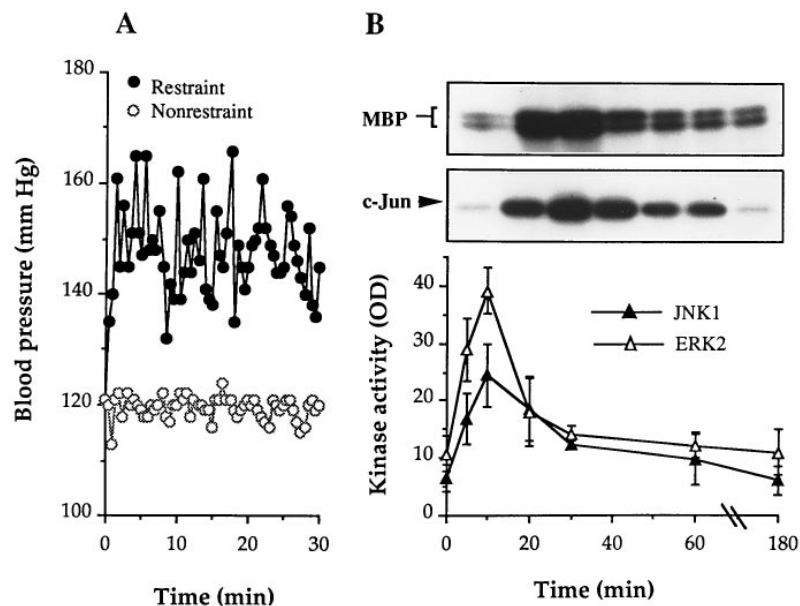 A
B
180
160
140
120
100
Blood pressure (mm Hg)
Restraint
Nonrestraint
0
10
20
30
Time (min)
MBP
c-Jun
40
30
20
10
0
Kinase activity (OD)
JNK1
ERK2
0
20
40
60
180
Time (min)